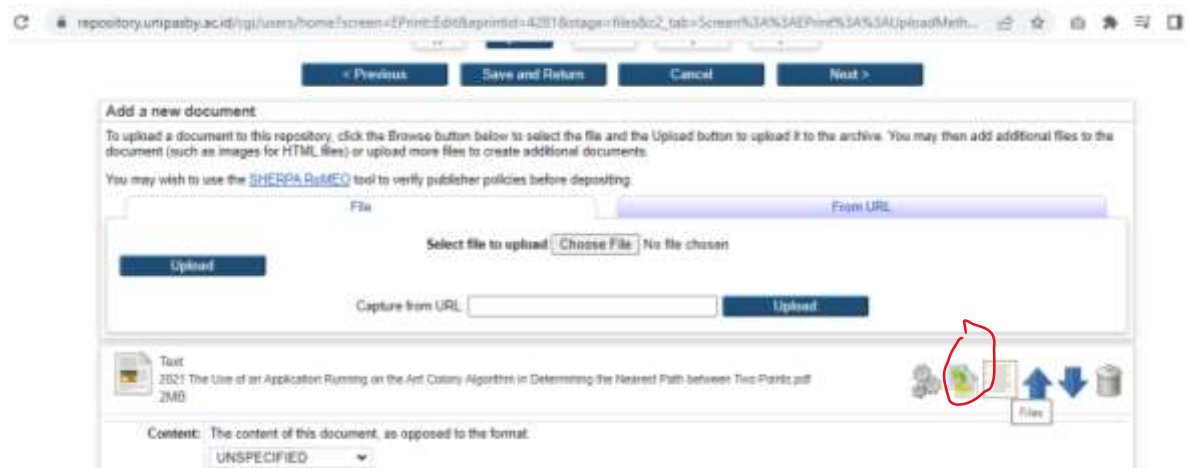 repository.unipasby.ac.id/cgi/users/home?screen=EPrint:Edit&eprintid=4281&stage=files&c2_tab=Screen%3A%3AEPrint%3A%3AUploadMeth...
< Previous Save and Return Cancel Next >
Add a new document
To upload a document to this repository, click the Browse button below to select the file and the Upload button to upload it to the archive. You may then add additional files to the
document (such as images for HTML files) or upload more files to create additional documents.
You may wish to use the SHERPA RoMEO tool to verify publisher policies before depositing.
File From URL
Select file to upload Choose File No file chosen
Upload
Capture from URL Upload
Text
2021 The Use of an Application Running on the Ant Colony Algorithm in Determining the Nearest Path between Two Points.pdf
2MB
Files
Content: The content of this document, as opposed to the format.
UNSPECIFIED